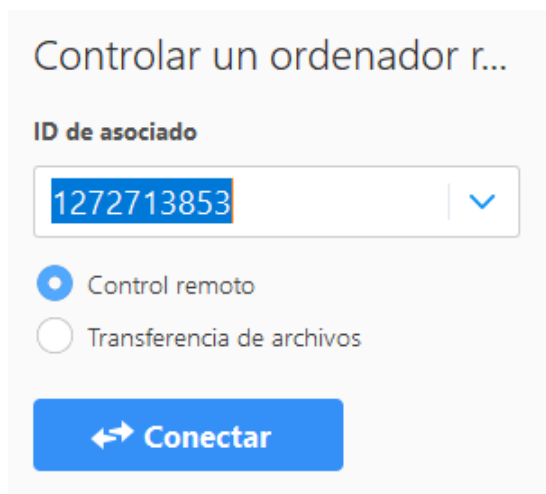 Controlar un ordenador r...
ID de asociado
1272713853
Control remoto
Transferencia de archivos
Conectar